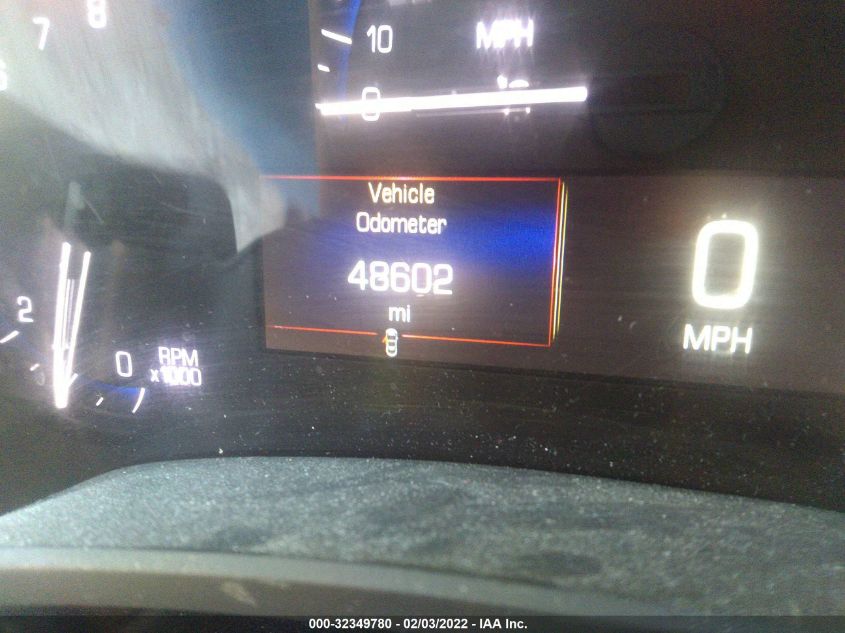 8
7
6
10
MPH
0
Vehicle
Odometer
48602
mi
0
MPH
2
0
RPM
x1000
000-32349780 - 02/03/2022 - IAA Inc.